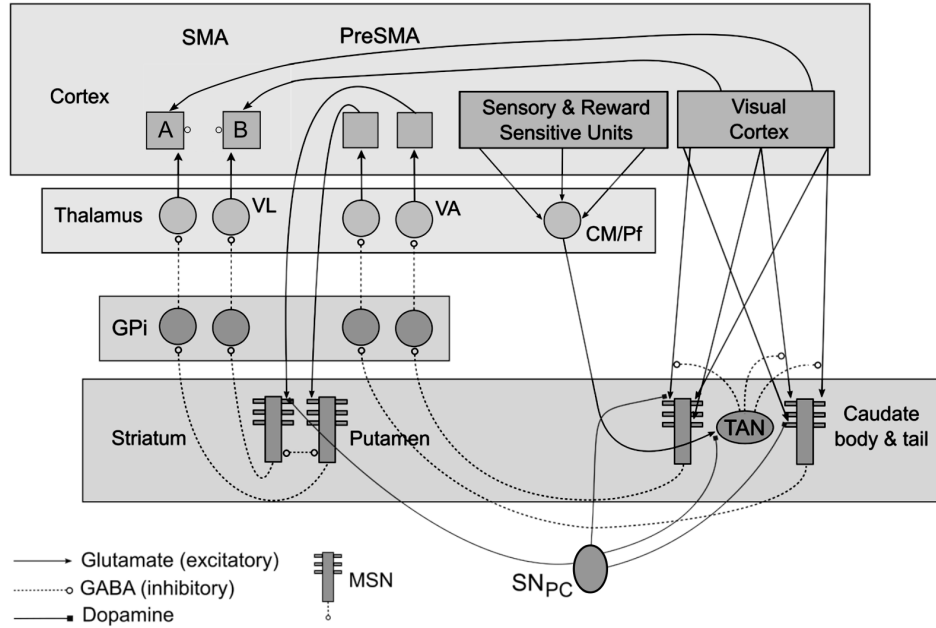 SMA
PreSMA
Cortex
A
B
Sensory & Reward
Sensitive Units
Visual
Cortex
Thalamus
VL
VA
CM/Pf
GPi
Striatum
Putamen
TAN
Caudate
body & tail
SNPC
Glutamate (excitatory)
GABA (inhibitory)
Dopamine
MSN